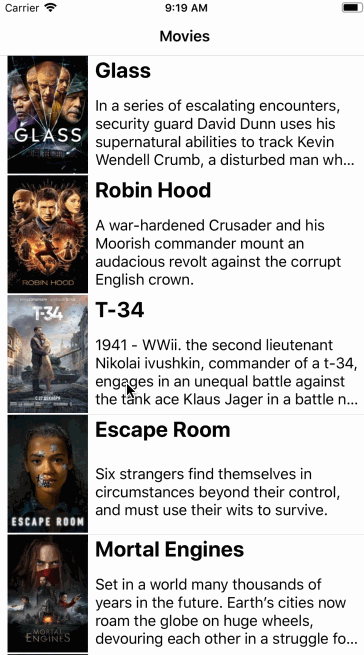 Carrier
9:19 AM
Movies
GLASS
Glass
In a series of escalating encounters,
security guard David Dunn uses his
supernatural abilities to track Kevin
Wendell Crumb, a disturbed man wh...
ROBIN HOOD
Robin Hood
A war-hardened Crusader and his
Moorish commander mount an
audacious revolt against the corrupt
English crown.
T-34
T-34
1941 - WWii. the second lieutenant
Nikolai ivushkin, commander of a t-34,
engages in an unequal battle against
the tank ace Klaus Jager in a battle n...
ESCAPE ROOM
Escape Room
Six strangers find themselves in
circumstances beyond their control,
and must use their wits to survive.
MORTAL
ENGINES
Mortal Engines
Set in a world many thousands of
years in the future. Earth’s cities now
roam the globe on huge wheels,
devouring each other in a struggle fo...